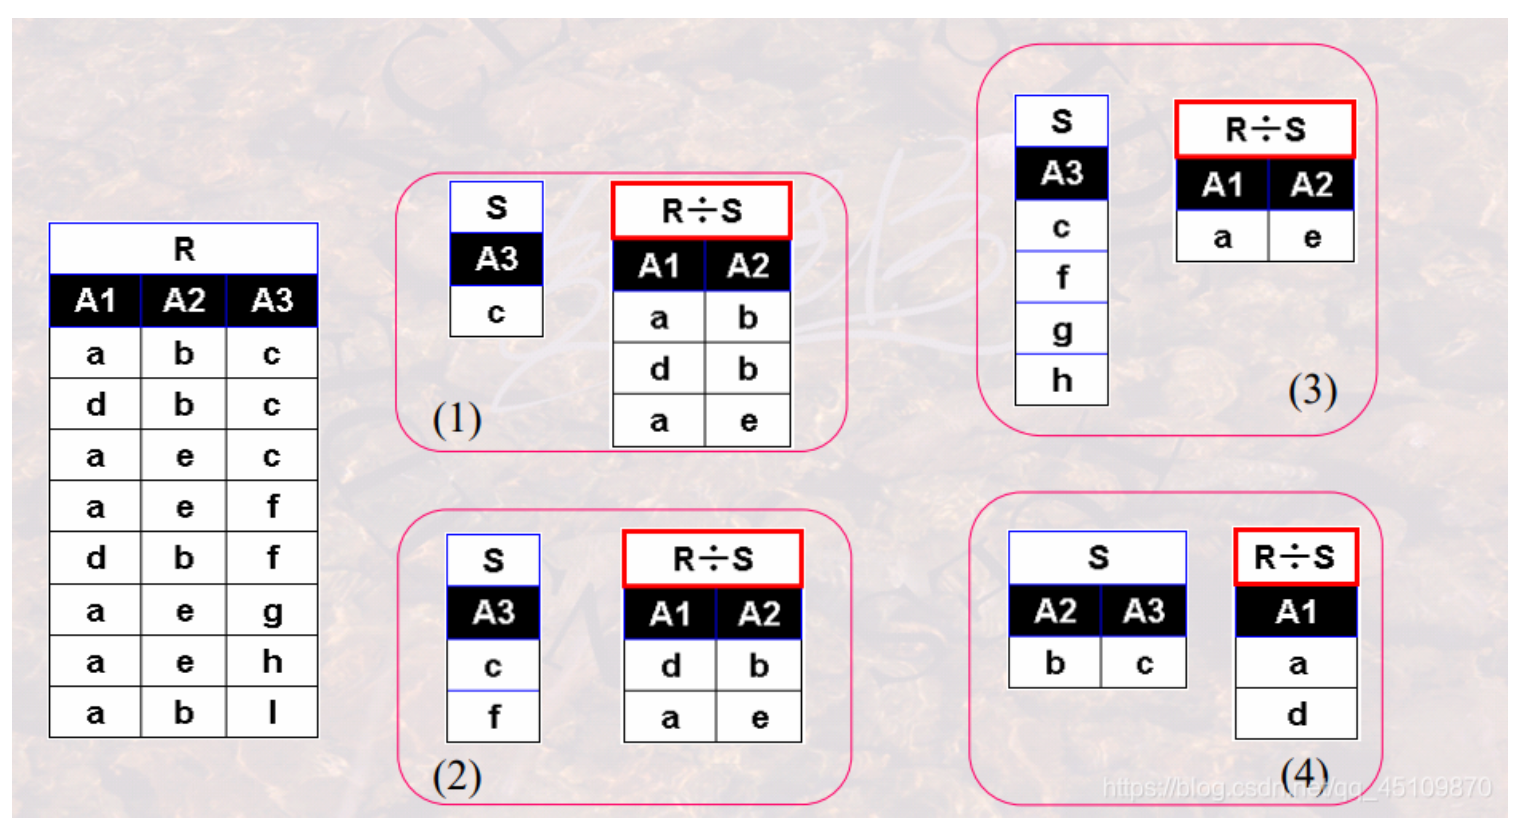 R
A1 A2 A3
a b c
d b c
a e c
a e f
d b f
a e g
a e h
a b l
S
A3
c
R÷S
A1 A2
a b
d b
a e
(1)
S
A3
c
f
R÷S
A1 A2
d b
a e
(2)
S
A3
c
f
g
h
R÷S
A1 A2
a e
(3)
S
A2 A3
b c
R÷S
A1
a
d
(4)
https://blog.csdn.net/qq_45109870